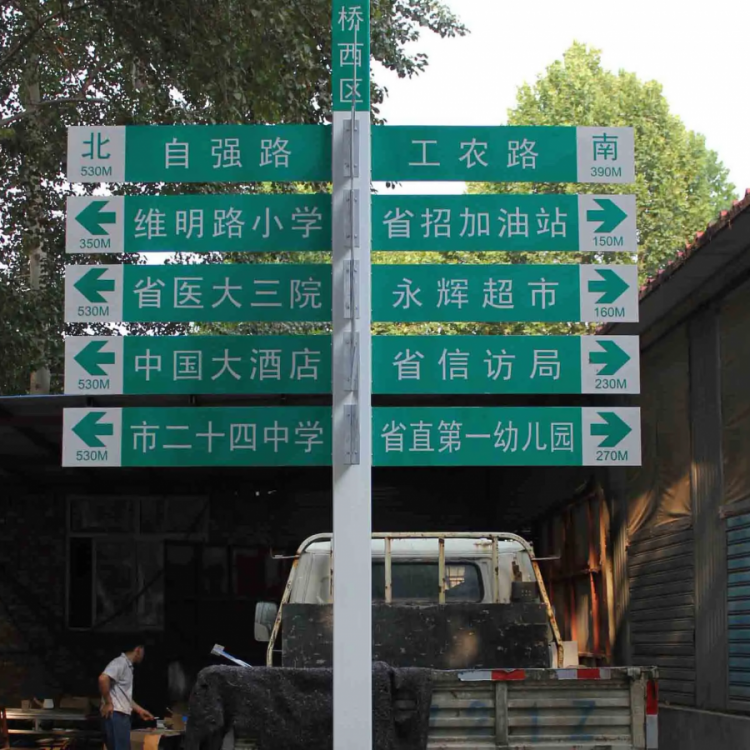 桥西区
北 530M 自强路
工农路 南 390M
350M 维明路小学
省招加油站 150M
530M 省医大三院
永辉超市 160M
530M 中国大酒店
省信访局 230M
530M 市二十四中学
省直第一幼儿园 270M